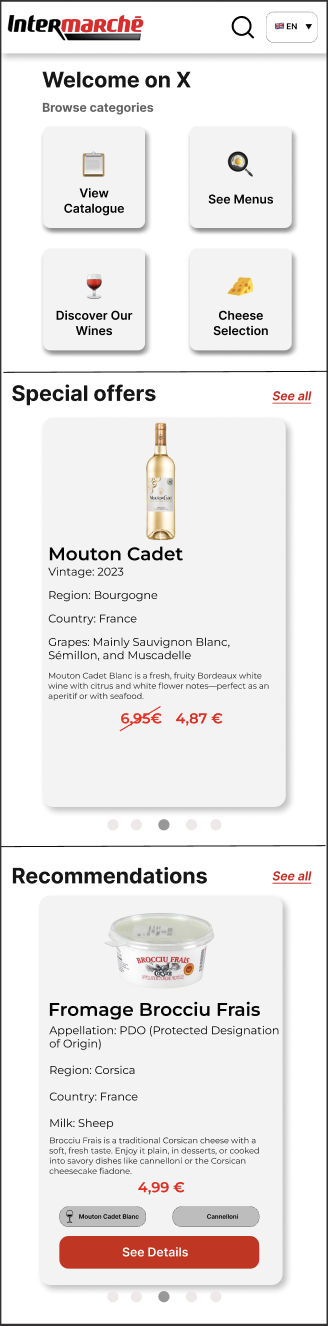 Intermarché
EN
Welcome on X
Browse categories
View
Catalogue
See Menus
Discover Our
Wines
Cheese
Selection
Special offers
See all
Mouton Cadet
Vintage: 2023
Region: Bourgogne
Country: France
Grapes: Mainly Sauvignon Blanc,
Sémillon, and Muscadelle
Mouton Cadet Blanc is a fresh, fruity Bordeaux white
wine with citrus and white flower notes—perfect as an
aperitif or with seafood.
6,95€ 4,87 €
Recommendations
See all
BROCCIU FRAIS
Fromage Brocciu Frais
Appellation: PDO (Protected Designation
of Origin)
Region: Corsica
Country: France
Milk: Sheep
Brocciu Frais is a traditional Corsican cheese with a
soft, fresh taste. Enjoy it plain, in desserts, or cooked
into savory dishes like cannelloni or the Corsican
cheesecake fiadone.
4,99 €
Mouton Cadet Blanc
Cannelloni
See Details